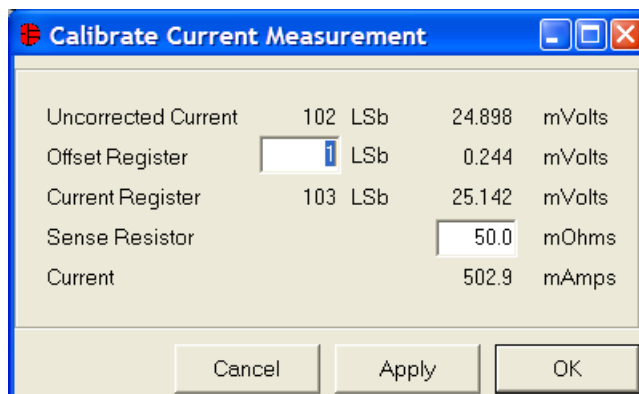 Calibrate Current Measurement
Uncorrected Current 102 LSb 24.898 mVolts
Offset Register 1 LSb 0.244 mVolts
Current Register 103 LSb 25.142 mVolts
Sense Resistor 50.0 mOhms
Current 502.9 mAmps
Cancel Apply OK